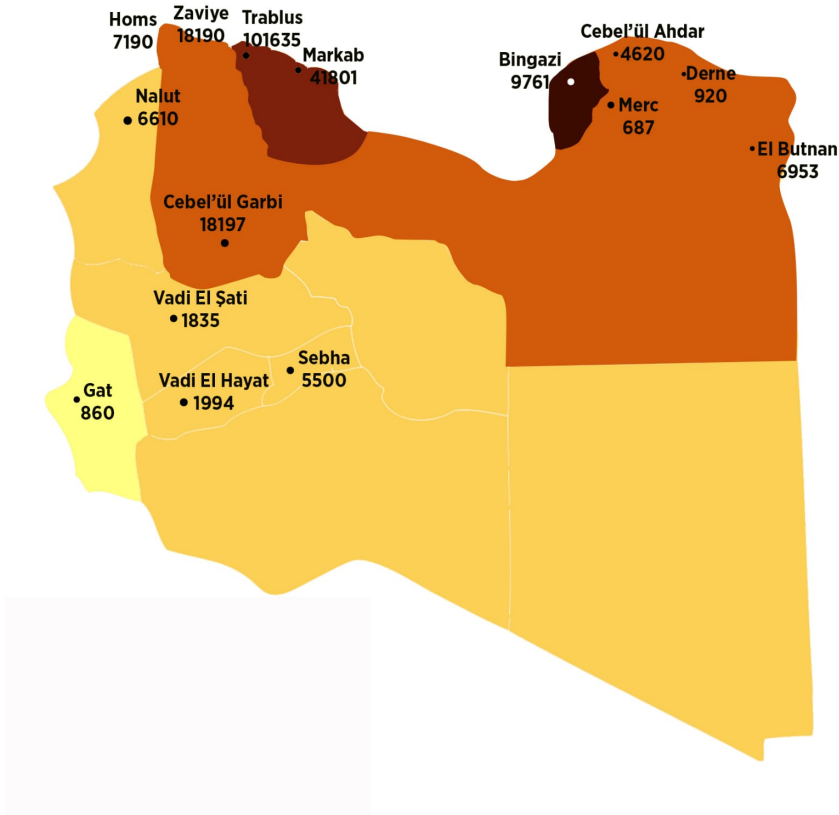 Homs
7190
Zaviye
18190
Trablus
101635
Markab
41801
Nalut
6610
Cebel'ül Garbi
18197
Bingazi
9761
Cebel'ül Ahdar
4620
Derne
920
Merc
687
El Butnan
6953
Vadi El Şati
1835
Sebha
5500
Vadi El Hayat
1994
Gat
860